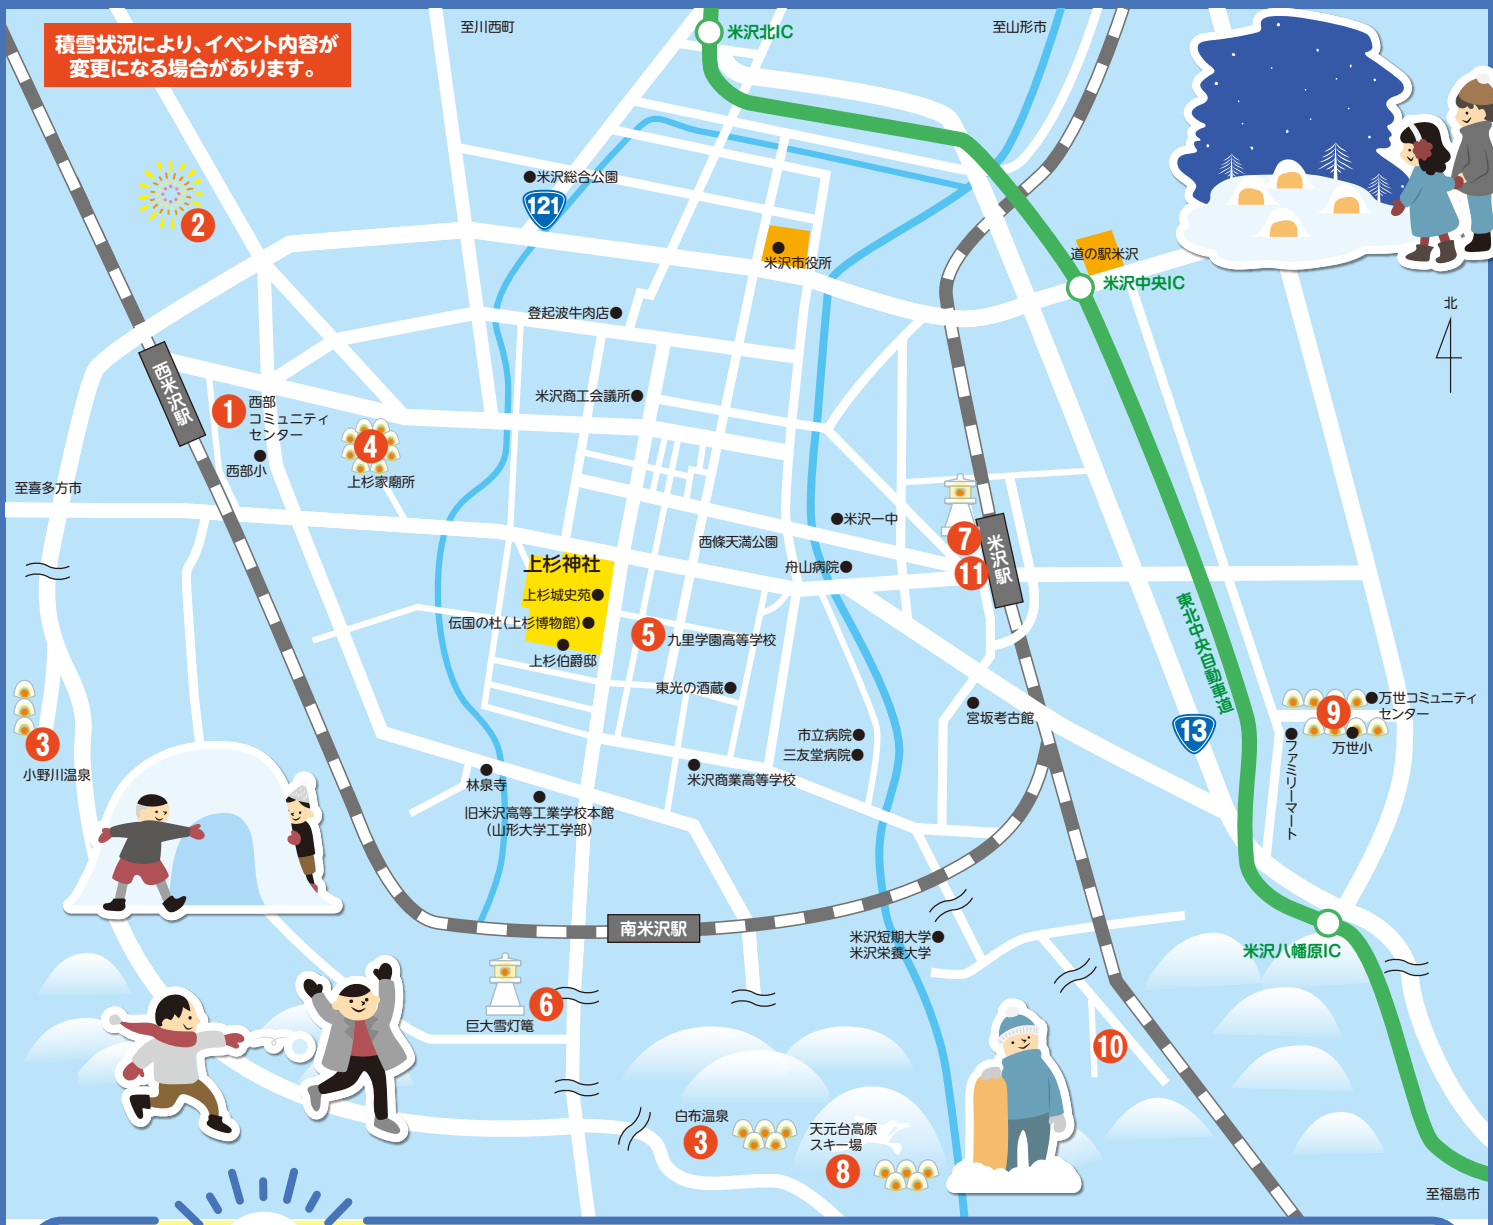 積雪状況により、イベント内容が
変更になる場合があります。
至川西町
米沢北IC
至山形市
米沢総合公園
121
2
米沢市役所
道の駅米沢
米沢中央IC
北
登起波牛肉店
西米沢駅
米沢商工会議所
1
西部
コミュニティ
センター
西部小
4
上杉家廟所
至喜多方市
米沢一中
西條天満公園
舟山病院
7
11
米沢駅
上杉神社
上杉城史苑
伝国の杜(上杉博物館)
上杉伯爵邸
5
九里学園高等学校
東光の酒蔵
東北中央自動車道
宮坂考古館
13
9
万世コミュニティ
センター
万世小
ファミリーマート
3
小野川温泉
市立病院
三友堂病院
米沢商業高等学校
林泉寺
旧米沢高等工業学校本館
(山形大学工学部)
南米沢駅
米沢短期大学
米沢栄養大学
米沢八幡原IC
6
巨大雪灯篭
10
白布温泉
3
天元台高原
スキー場
8
至福島市